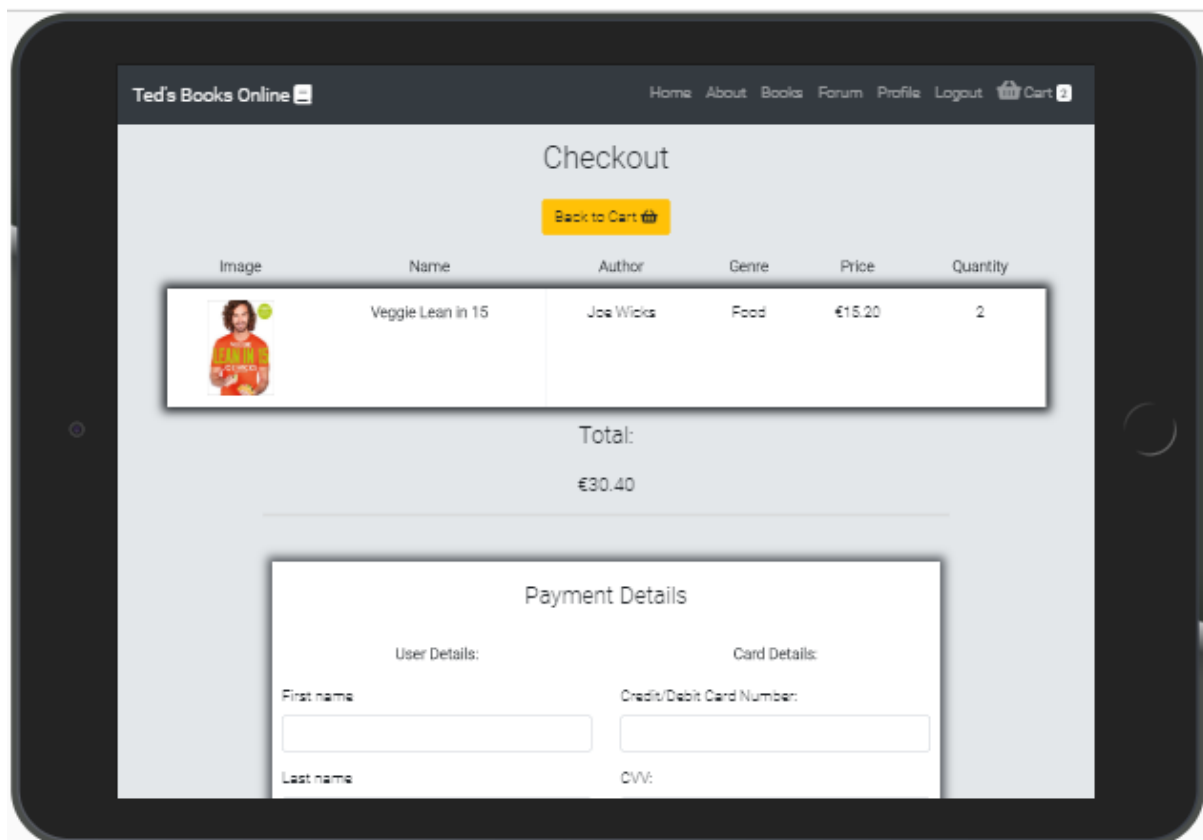 Ted's Books Online
Home About Books Forum Profile Logout Cart 2
Checkout
Back to Cart
Image Name Author Genre Price Quantity
Veggie Lean in 15 Joe Wicks Food €15.20 2
LEAN IN 15
JOE WICKS
Total:
€30.40
Payment Details
User Details: Card Details:
First name Credit/Debit Card Number:
Last name CVV: